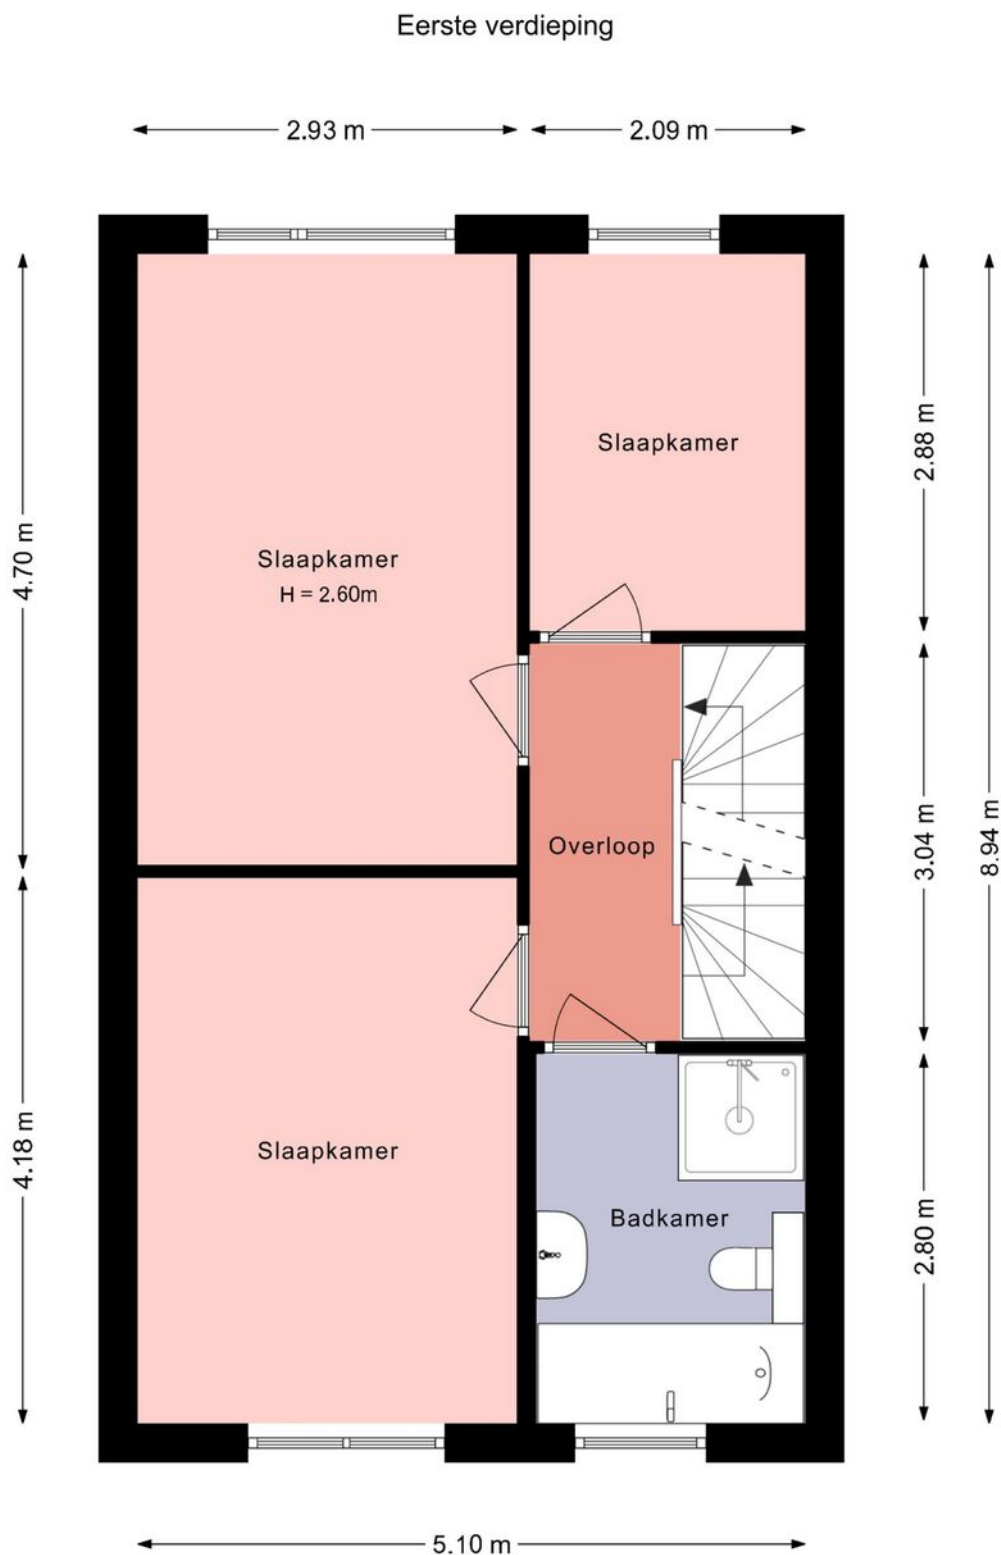 Eerste verdieping
2.93 m
2.09 m
2.88 m
Slaapkamer
4.70 m
Slaapkamer
H = 2.60m
8.94 m
3.04 m
Overloop
4.18 m
Slaapkamer
Badkamer
2.80 m
5.10 m